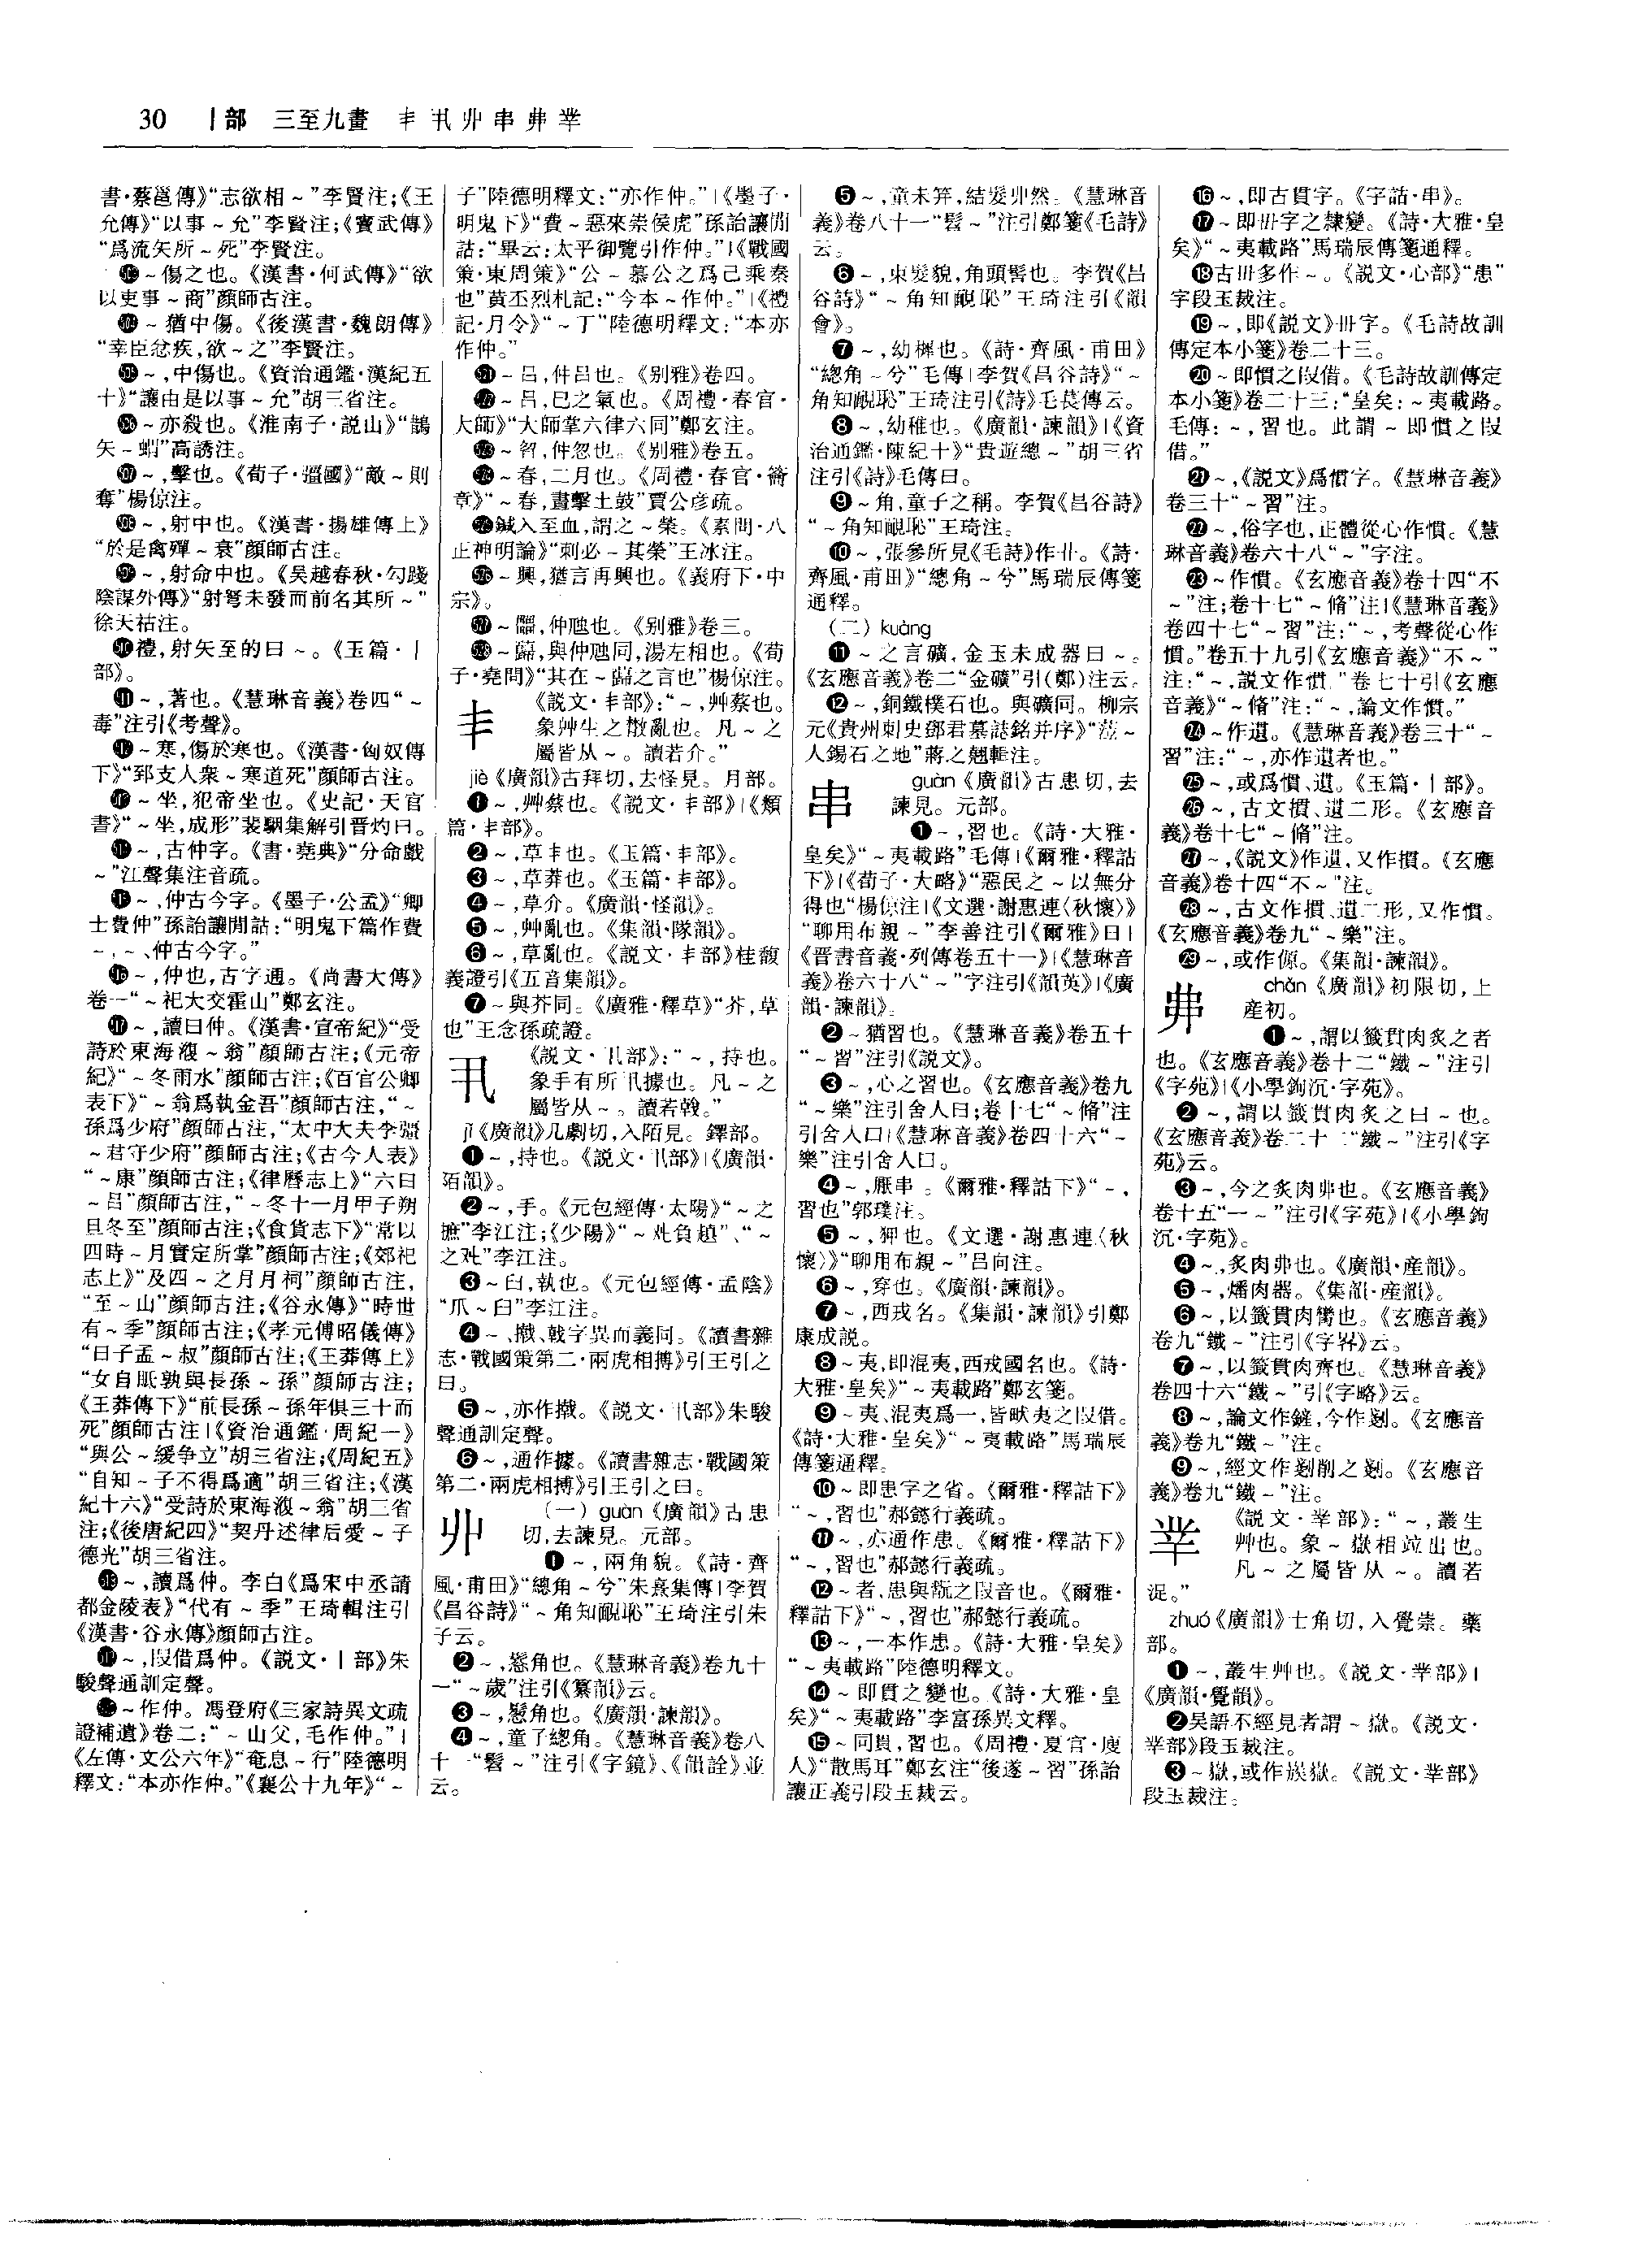 30 丨部 三至九畫 丰 丮 丱 串 弗 丵
書·蔡邕傳》“志欲相～”李賢注;《王
允傳》“以事～允”李賢注;《竇武傳》
“爲流矢所～死”李賢注。
～傷之也。《漢書·何武傳》“欲
以吏事～商”顏師古注。
～猶中傷。《後漢書·魏朗傳》
“幸臣忿疾,欲～之”李賢注。
～,中傷也。《資治通鑑·漢紀五
十》“讓由是以事～允”胡三省注。
～亦殺也。《淮南子·説山》“鵲
矢～蝟”高誘注。
～,擊也。《荀子·彊國》“敵～則
奪”楊倞注。
～,射中也。《漢書·揚雄傳上》
“於是禽殫～衰”顏師古注。
～,射命中也。《吴越春秋·勾踐
陰謀外傳》“射弩未發而前名其所～”
徐天祜注。
禮,射矢至的曰～。《玉篇·丨
部》。
～,著也。《慧琳音義》卷四“～
毒”注引《考聲》。
～寒,傷於寒也。《漢書·匈奴傳
下》“郅支人衆～寒道死”顏師古注。
～坐,犯帝坐也。《史記·天官
書》“～坐,成形”裴駰集解引晋灼曰。
～,古仲字。《書·堯典》“分命羲
～”江聲集注音疏。
～,仲古今字。《墨子·公孟》“卿
士費仲”孫詒讓閒詁:“明鬼下篇作費
～,～、仲古今字。”
～,仲也,古字通。《尚書大傳》
卷一“～祀大交霍山”鄭玄注。
～,讀曰仲。《漢書·宣帝紀》“受
詩於東海澓～翁”顏師古注;《元帝
紀》“～冬雨水”顏師古注;《百官公卿
表下》“～翁爲執金吾”顏師古注,“～
孫爲少府”顏師古注,“太中大夫李彊
～君守少府”顏師古注;《古今人表》
“～康”顏師古注;《律曆志上》“六曰
～吕”顏師古注,“～冬十一月甲子朔
旦冬至”顏師古注;《食貨志下》“常以
四時～月實定所掌”顏師古注;《郊祀
志上》“及四～之月月祠”顏師古注,
“至～山”顏師古注;《谷永傳》“時世
有～季”顏師古注;《孝元傅昭儀傳》
“日子孟～叔”顏師古注;《王莽傳上》
“女自眂孰與長孫～孫”顏師古注;
《王莽傳下》“前長孫～孫年俱三十而
死”顏師古注|《資治通鑑·周紀一》
“與公～緩争立”胡三省注;《周紀五》
“自知～子不得爲適”胡三省注;《漢
紀十六》“受詩於東海澓～翁”胡三省
注;《後唐紀四》“契丹述律后愛～子
德光”胡三省注。
～,讀爲仲。李白《爲宋中丞請
都金陵表》“代有～季”王琦輯注引
《漢書·谷永傳》顏師古注。
～,叚借爲仲。《説文·丨部》朱
駿聲通訓定聲。
～作仲。馮登府《三家詩異文疏
證補遺》卷二:“～山父,毛作仲。”|
《左傳·文公六年》“奄息～行”陸德明
釋文:“本亦作仲。”《襄公十九年》“～
子”陸德明釋文:“亦作仲。”|《墨子·
明鬼下》“費～惡來崇侯虎”孫詒讓閒
詁:“畢云:太平御覽引作仲。”|《戰國
策·東周策》“公～慕公之爲己乘秦
也”黄丕烈札記:“今本～作仲。”|《禮
記·月令》“～丁”陸德明釋文:“本亦
作仲。”
～吕,仲吕也。《别雅》卷四。
～吕,巳之氣也。《周禮·春官·
大師》“大師掌六律六同”鄭玄注。
～曶,仲忽也。《别雅》卷五。
～春,二月也。《周禮·春官·籥
章》“～春,晝擊土鼓”賈公彦疏。
鍼入至血,謂之～榮。《素問·八
正神明論》“刺必～其榮”王冰注。
～興,猶言再興也。《義府下·中
宗》。
～𧔥,仲虺也。《别雅》卷三。
～蘬,與仲虺同,湯左相也。《荀
子·堯問》“其在～蘬之言也”楊倞注。
丰
《説文·丰部》:“～,艸蔡也。
象艸生之散亂也。凡～之
屬皆从～。讀若介。”
jiè《廣韻》古拜切,去怪見。月部。
❶～,艸蔡也。《説文·丰部》|《類
篇·丰部》。
❷～,草丰也。《玉篇·丰部》。
❸～,草莽也。《玉篇·丰部》。
❹～,草介。《廣韻·怪韻》。
❺～,艸亂也。《集韻·隊韻》。
❻～,草亂也。《説文·丰部》桂馥
義證引《五音集韻》。
❼～與芥同。《廣雅·釋草》“芥,草
也”王念孫疏證。
丮
《説文·丮部》:“～,持也。
象手有所丮據也。凡～之
屬皆从～。讀若戟。”
jǐ《廣韻》几劇切,入陌見。鐸部。
❶～,持也。《説文·丮部》|《廣韻·
陌韻》。
❷～,手。《元包經傳·太陽》“～之
摭”李江注;《少陽》“～灺負趙”、“～
之灺”李江注。
❸～臼,執也。《元包經傳·孟陰》
“爪～臼”李江注。
❹～、撠、戟字異而義同。《讀書雜
志·戰國策第二·兩虎相搏》引王引之
曰。
❺～,亦作撠。《説文·丮部》朱駿
聲通訓定聲。
❻～,通作據。《讀書雜志·戰國策
第二·兩虎相搏》引王引之曰。
丱
(一) guàn《廣韻》古患
切,去諫見。元部。
❶～,兩角貌。《詩·齊
風·甫田》“總角～兮”朱熹集傳|李賀
《昌谷詩》“～角知覥恥”王琦注引朱
子云。
❷～,卷角也。《慧琳音義》卷九十
一“～歲”注引《纂韻》云。
❸～,鬈角也。《廣韻·諫韻》。
❹～,童子總角。《慧琳音義》卷八
十一“髫～”注引《字鏡》、《韻詮》並
云。
❺～,童未笄,結髮丱然。《慧琳音
義》卷八十一“髫～”注引鄭箋《毛詩》
云。
❻～,束髮貌,角頭髻也。李賀《昌
谷詩》“～角知覥恥”王琦注引《韻
會》。
❼～,幼穉也。《詩·齊風·甫田》
“總角～兮”毛傳|李賀《昌谷詩》“～
角知覥恥”王琦注引《詩》毛萇傳云。
❽～,幼稚也。《廣韻·諫韻》|《資
治通鑑·陳紀十》“貴遊總～”胡三省
注引《詩》毛傳曰。
❾～角,童子之稱。李賀《昌谷詩》
“～角知覥恥”王琦注。
❿～,張參所見《毛詩》作卝。《詩·
齊風·甫田》“總角～兮”馬瑞辰傳箋
通釋。
(二) kuàng
⓫～之言礦,金玉未成器曰～。
《玄應音義》卷二“金礦”引(鄭)注云。
⓬～,銅鐵樸石也。與礦同。柳宗
元《貴州刺史鄧君墓誌銘并序》“蒞～
人錫石之地”蔣之翹輯注。
串
guàn《廣韻》古患切,去
諫見。元部。
❶～,習也。《詩·大雅·
皇矣》“～夷載路”毛傳|《爾雅·釋詁
下》|《荀子·大略》“惡民之～以無分
得也”楊倞注|《文選·謝惠連〈秋懷〉》
“聊用布親～”李善注引《爾雅》曰|
《晋書音義·列傳卷五十一》|《慧琳音
義》卷六十八“～”字注引《韻英》|《廣
韻·諫韻》。
❷～猶習也。《慧琳音義》卷五十
“～習”注引《説文》。
❸～,心之習也。《玄應音義》卷九
“～樂”注引舍人曰;卷十七“～脩”注
引舍人曰|《慧琳音義》卷四十六“～
樂”注引舍人曰。
❹～,厭串。《爾雅·釋詁下》“～,
習也”郭璞注。
❺～,狎也。《文選·謝惠連〈秋
懷〉》“聊用布親～”吕向注。
❻～,穿也。《廣韻·諫韻》。
❼～,西戎名。《集韻·諫韻》引鄭
康成説。
❽～夷,即混夷,西戎國名也。《詩·
大雅·皇矣》“～夷載路”鄭玄箋。
❾～夷、混夷爲一,皆畎夷之叚借。
《詩·大雅·皇矣》“～夷載路”馬瑞辰
傳箋通釋。
❿～即患字之省。《爾雅·釋詁下》
“～,習也”郝懿行義疏。
⓫～,亦通作患。《爾雅·釋詁下》
“～,習也”郝懿行義疏。
⓬～者,患與翫之叚音也。《爾雅·
釋詁下》“～,習也”郝懿行義疏。
⓭～,一本作患。《詩·大雅·皇矣》
“～夷載路”陸德明釋文。
⓮～即貫之變也。《詩·大雅·皇
矣》“～夷載路”李富孫異文釋。
⓯～同貫,習也。《周禮·夏官·廋
人》“散馬耳”鄭玄注“後遂～習”孫詒
讓正義引段玉裁云。
⓰～,即古貫字。《字詁·串》。
⓱～即毌字之隸變。《詩·大雅·皇
矣》“～夷載路”馬瑞辰傳箋通釋。
⓲古毌多作～。《説文·心部》“患”
字段玉裁注。
⓳～,即《説文》毌字。《毛詩故訓
傳定本小箋》卷二十三。
⓴～即慣之叚借。《毛詩故訓傳定
本小箋》卷二十三:“皇矣:～夷載路。
毛傳:～,習也。此謂～即慣之叚
借。”
㉑～,《説文》爲慣字。《慧琳音義》
卷三十“～習”注。
㉒～,俗字也,正體從心作慣。《慧
琳音義》卷六十八“～”字注。
㉓～作慣。《玄應音義》卷十四“不
～”注;卷十七“～脩”注|《慧琳音義》
卷四十七“～習”注:“～,考聲從心作
慣。”卷五十九引《玄應音義》“不～”
注:“～,説文作慣。”卷七十引《玄應
音義》“～脩”注:“～,論文作慣。”
㉔～作遦。《慧琳音義》卷三十“～
習”注:“～,亦作遦者也。”
㉕～,或爲慣、遦。《玉篇·丨部》。
㉖～,古文摜、遦二形。《玄應音
義》卷十七“～脩”注。
㉗～,《説文》作遦,又作摜。《玄應
音義》卷十四“不～”注。
㉘～,古文作摜、遦二形,又作慣。
《玄應音義》卷九“～樂”注。
㉙～,或作傆。《集韻·諫韻》。
chǎn《廣韻》初限切,上
産初。
❶～,謂以籤貫肉炙之者
也。《玄應音義》卷十二“鐵～”注引
《字苑》|《小學鉤沉·字苑》。
❷～,謂以籤貫肉炙之曰～也。
《玄應音義》卷二十二“鐵～”注引《字
苑》云。
❸～,今之炙肉丳也。《玄應音義》
卷十五“一～”注引《字苑》|《小學鉤
沉·字苑》。
❹～,炙肉丳也。《廣韻·産韻》。
❺～,燔肉器。《集韻·産韻》。
❻～,以籤貫肉臠也。《玄應音義》
卷九“鐵～”注引《字略》云。
❼～,以籤貫肉臠也。《慧琳音義》
卷四十六“鐵～”引《字略》云。
❽～,論文作鏟,今作剗。《玄應音
義》卷九“鐵～”注。
❾～,經文作剗削之剗。《玄應音
義》卷九“鐵～”注。
丵
《説文·丵部》:“～,叢生
艸也。象～嶽相竝出也。
凡～之屬皆从～。讀若
浞。”
zhuó《廣韻》士角切,入覺崇。藥
部。
❶～,叢生艸也。《説文·丵部》|
《廣韻·覺韻》。
❷吴語不經見者謂～嶽。《説文·
丵部》段玉裁注。
❸～嶽,或作族嶽。《説文·丵部》
段玉裁注。